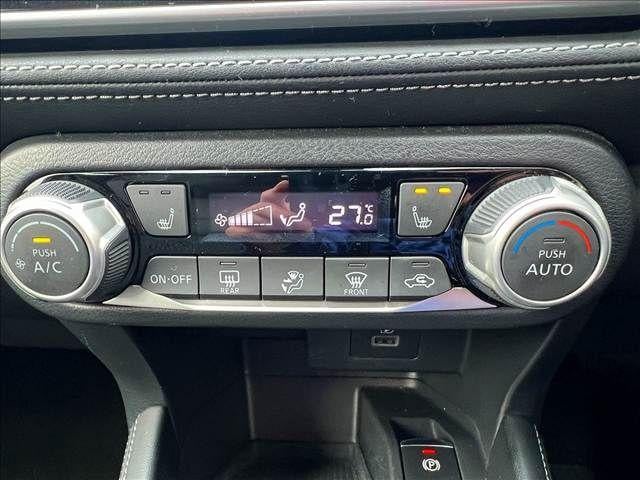 PUSH
A/C
27.0 °C
PUSH
AUTO
ON·OFF
REAR
FRONT
P